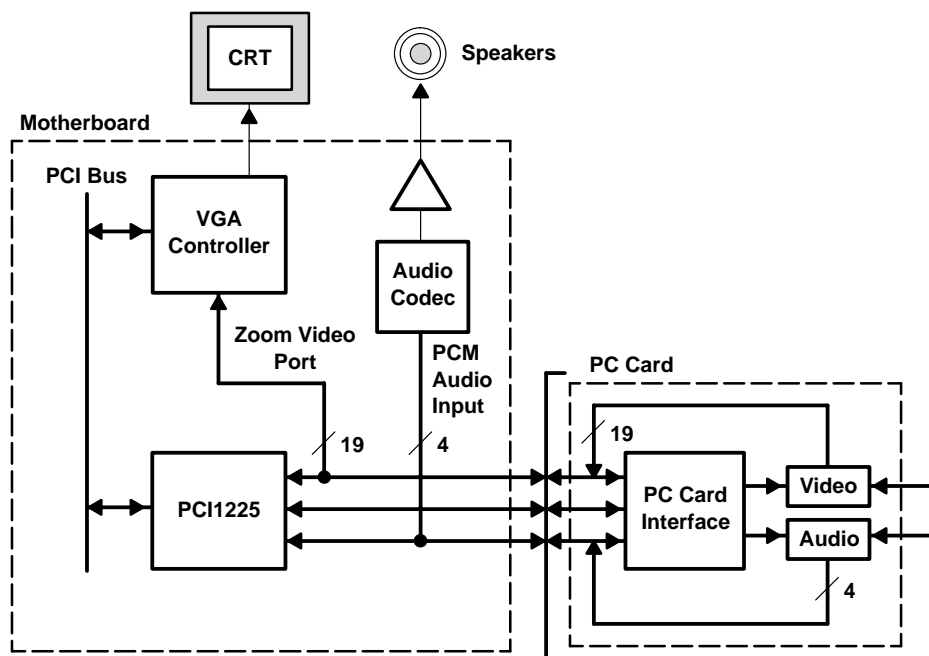 CRT
Speakers
Motherboard
PCI Bus
VGA
Controller
Audio
Codec
Zoom Video
Port
PCM
Audio
Input
PC Card
19
4
19
PCI1225
PC Card
Interface
Video
Audio
4